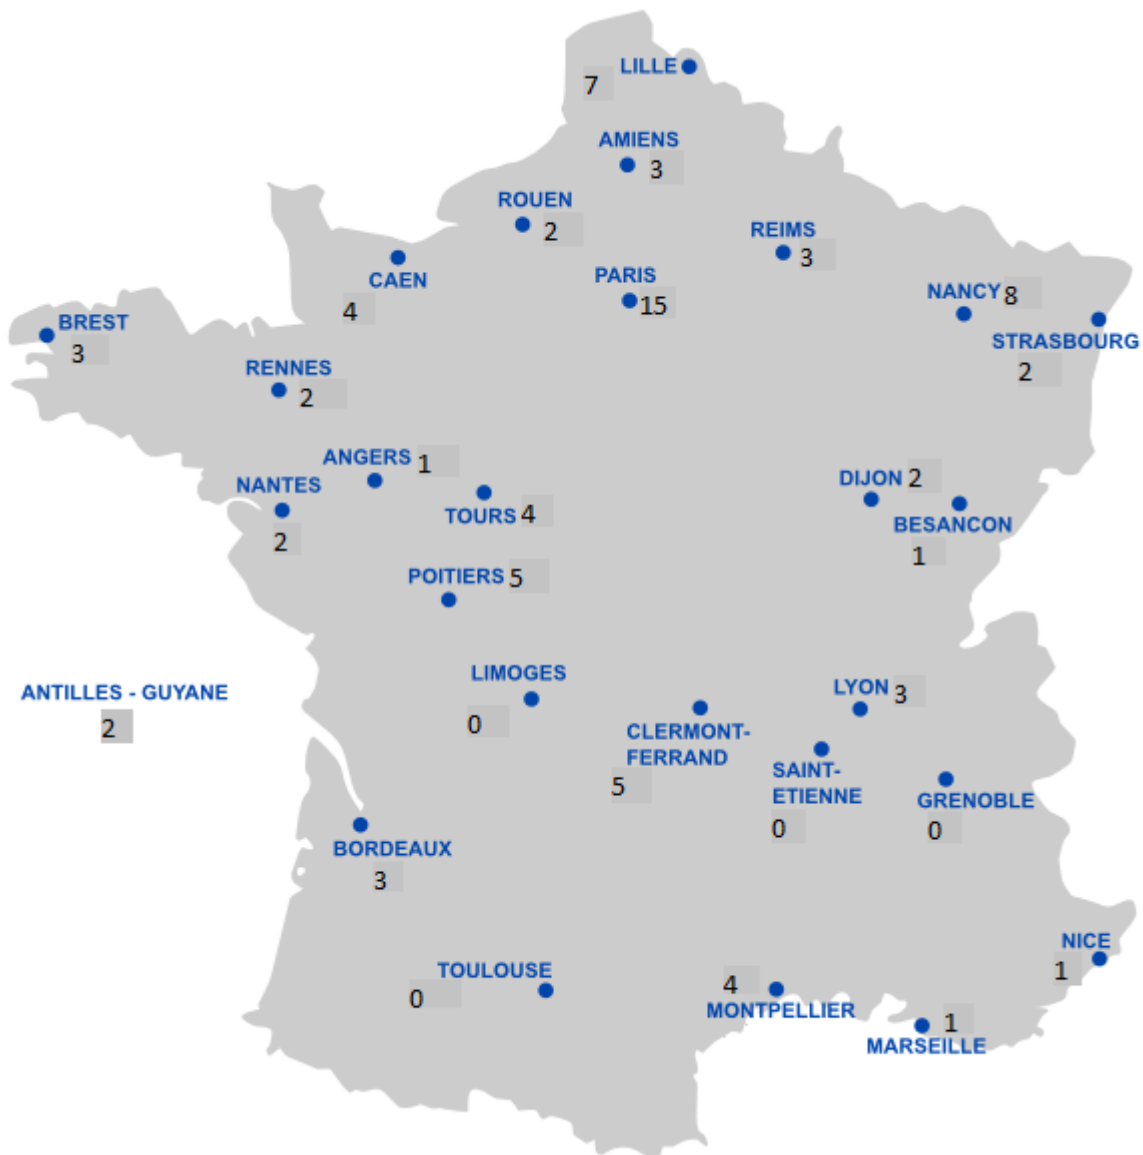 LILLE
7
AMIENS
3
ROUEN
2
REIMS
3
CAEN
4
PARIS
15
NANCY 8
STRASBOURG
2
BREST
3
RENNES
2
ANGERS 1
NANTES
2
TOURS 4
DIJON 2
BESANCON
1
POITIERS 5
ANTILLES - GUYANE
2
LIMOGES
0
CLERMONT-
FERRAND
5
LYON 3
SAINT-
ETIENNE
0
GRENOBLE
0
BORDEAUX
3
TOULOUSE
0
4
MONTPELLIER
NICE
1
1
MARSEILLE